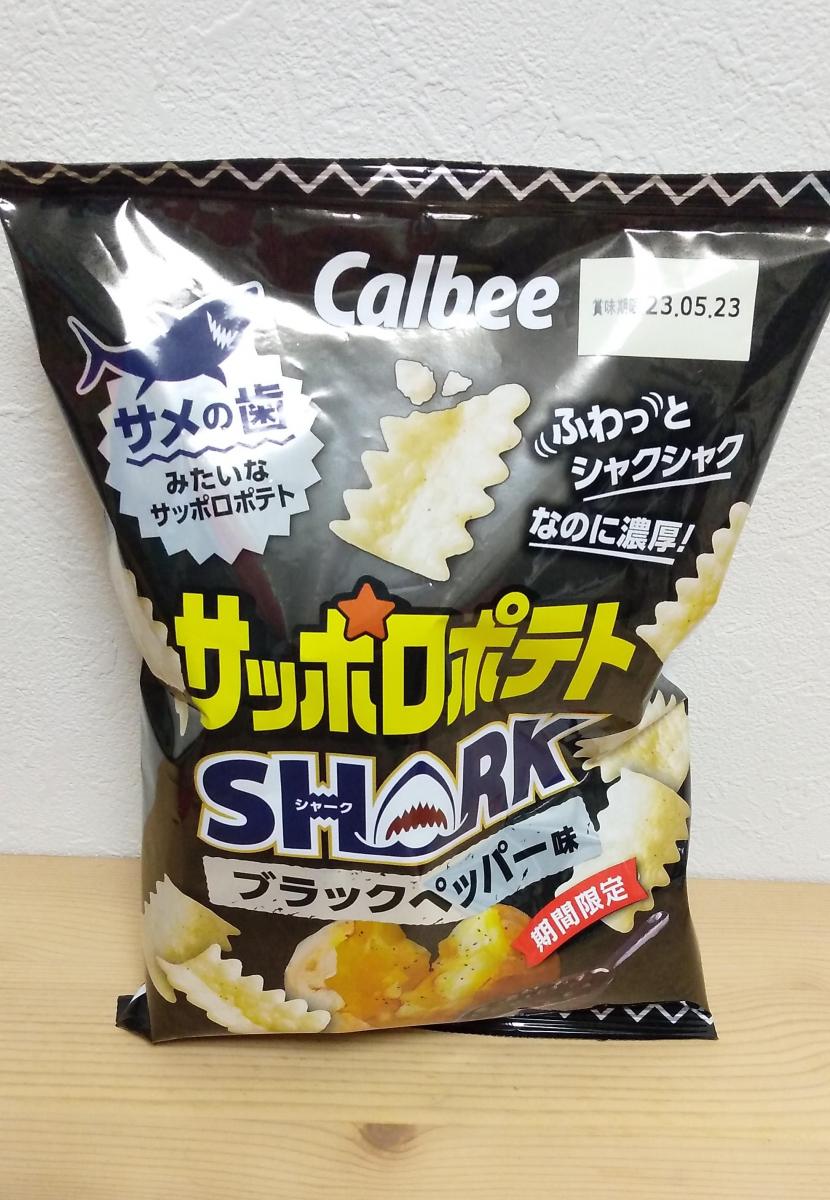 Calbee
賞味期限 23.05.23
サメの歯
みたいな
サッポロポテト
ふわっと
シャクシャク
なのに濃厚!
サッポロポテト
SHARK
シャーク
ブラックペッパー味
期間限定